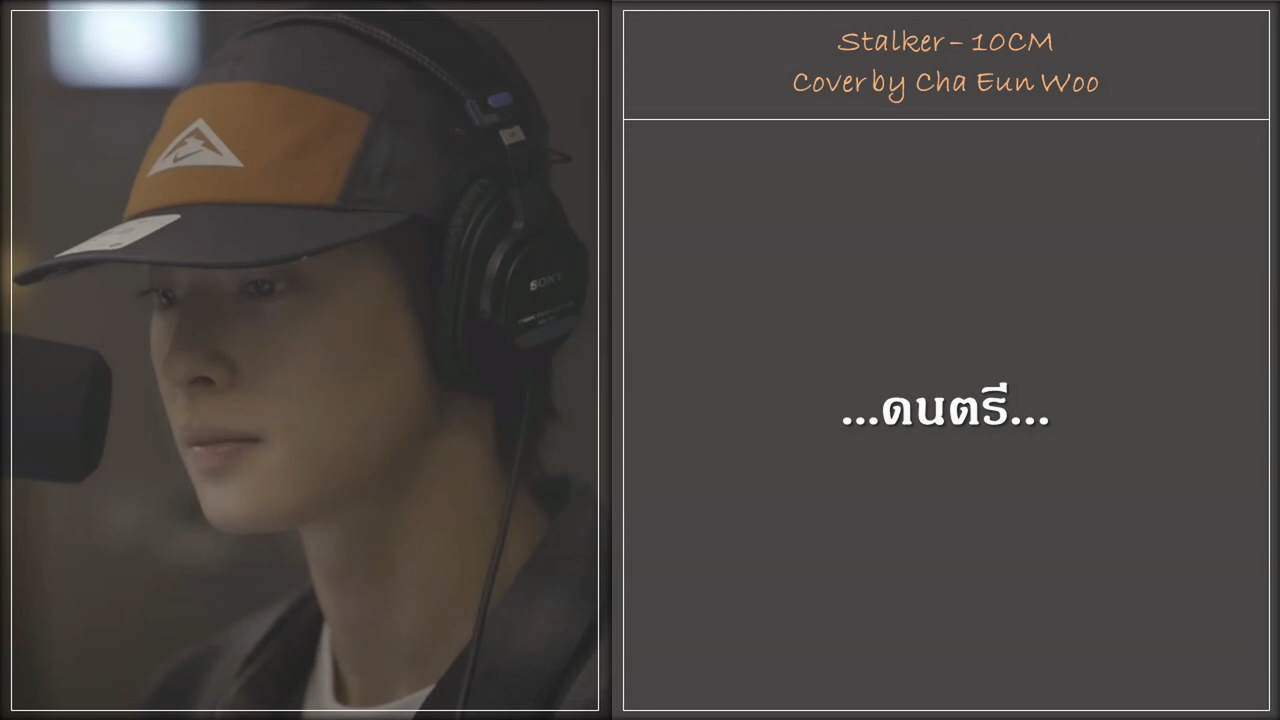 Stalker – 10CM
Cover by Cha Eun Woo
SONY
...ดนตรี...